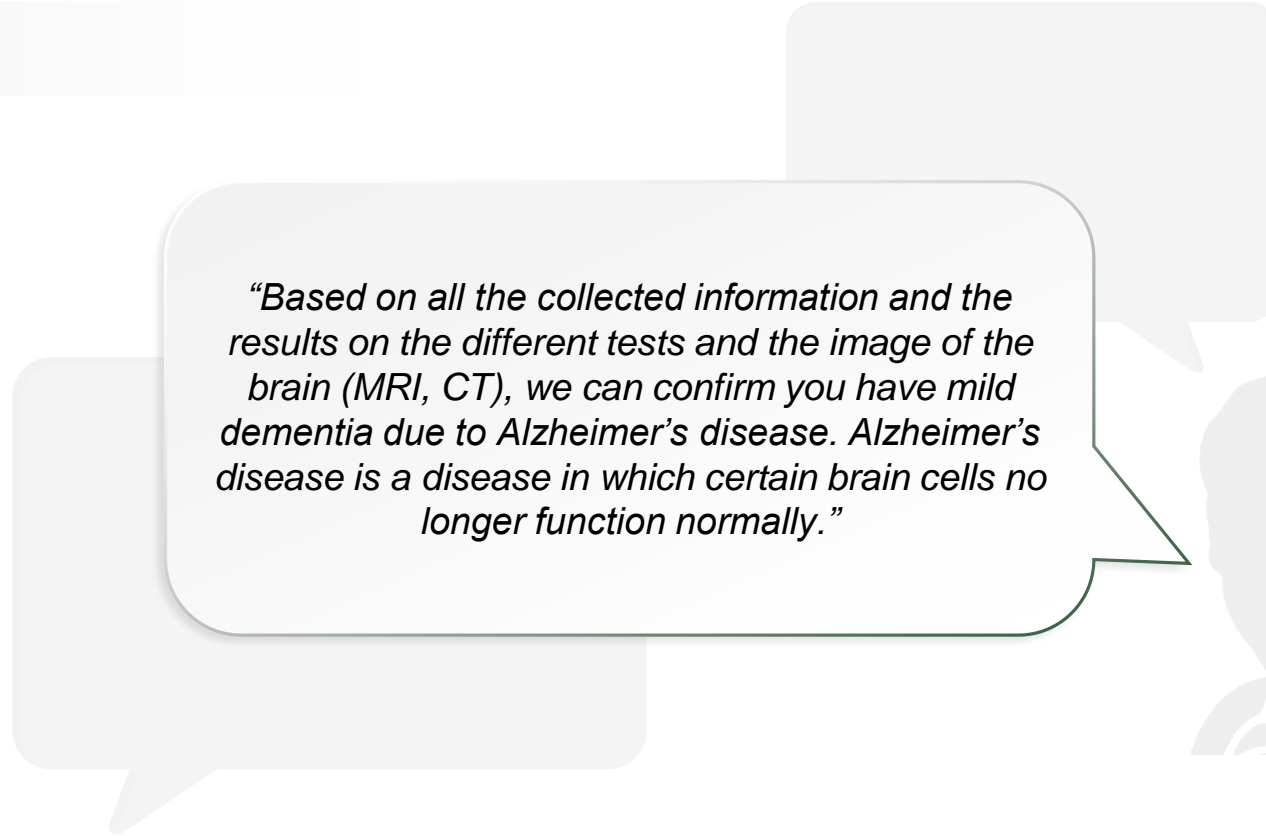 “Based on all the collected information and the
results on the different tests and the image of the
brain (MRI, CT), we can confirm you have mild
dementia due to Alzheimer’s disease. Alzheimer’s
disease is a disease in which certain brain cells no
longer function normally.”